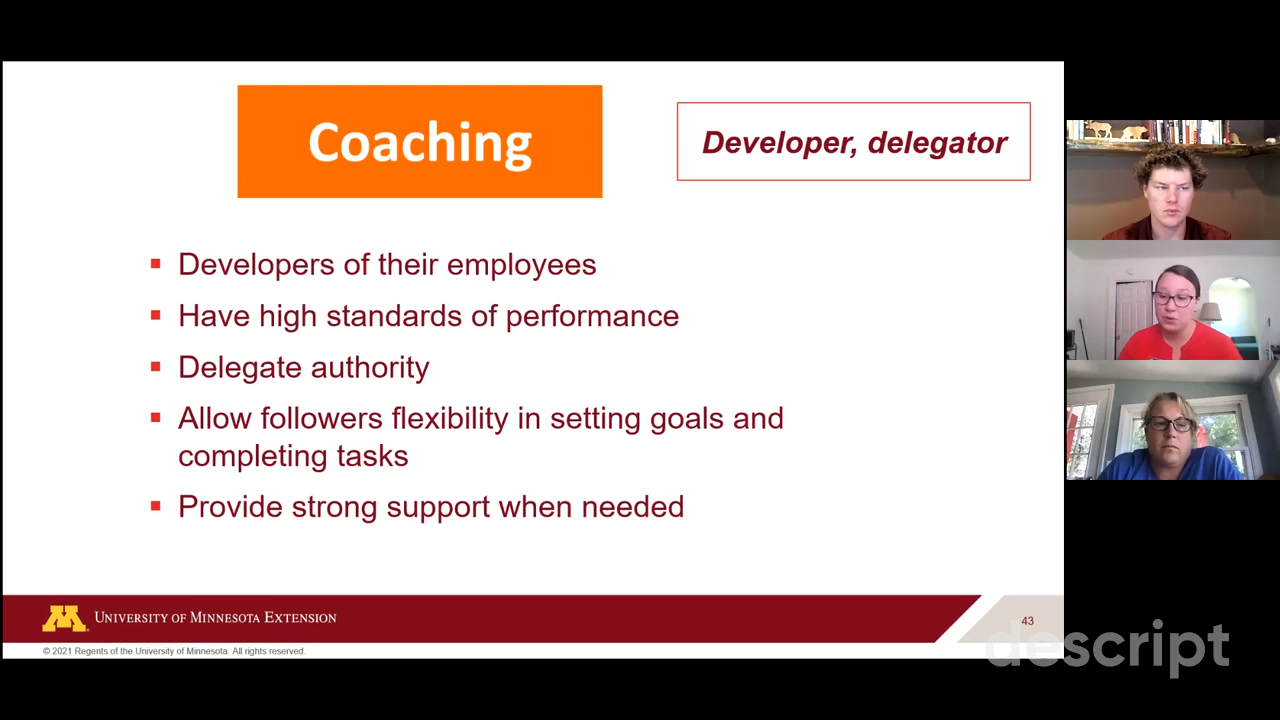 Coaching
Developer, delegator
Developers of their employees
Have high standards of performance
Delegate authority
Allow followers flexibility in setting goals and
completing tasks
Provide strong support when needed
UNIVERSITY OF MINNESOTA EXTENSION
43
© 2021 Regents of the University of Minnesota. All rights reserved.
descript